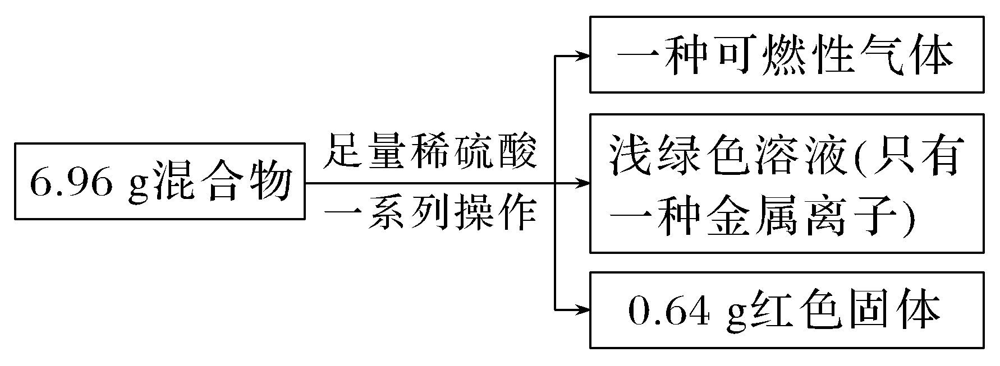 6.96 g混合物
足量稀硫酸
一系列操作
一种可燃性气体
浅绿色溶液(只有
一种金属离子)
0.64 g红色固体